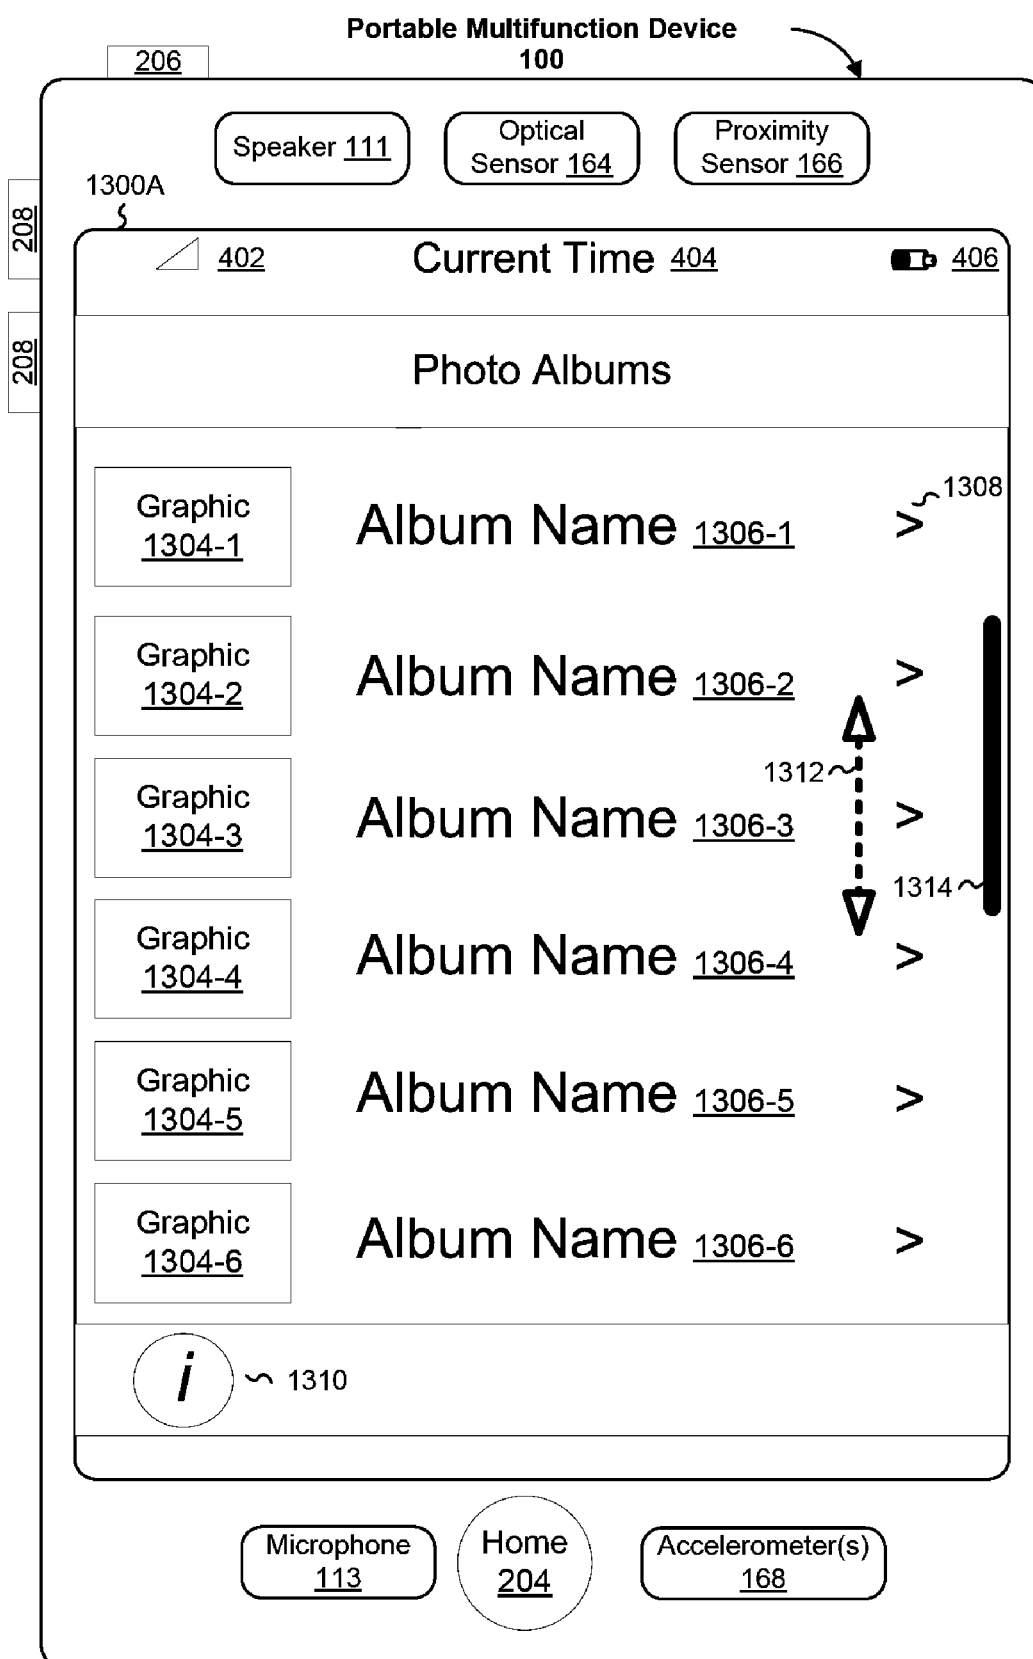 Portable Multifunction Device
100
206
Speaker 111
Optical
Sensor 164
Proximity
Sensor 166
1300A
208
402
Current Time 404
406
208
Photo Albums
Graphic
1304-1
Album Name 1306-1
>
1308
Graphic
1304-2
Album Name 1306-2
>
1312
Graphic
1304-3
Album Name 1306-3
>
1314
Graphic
1304-4
Album Name 1306-4
>
Graphic
1304-5
Album Name 1306-5
>
Graphic
1304-6
Album Name 1306-6
>
i
1310
Microphone
113
Home
204
Accelerometer(s)
168